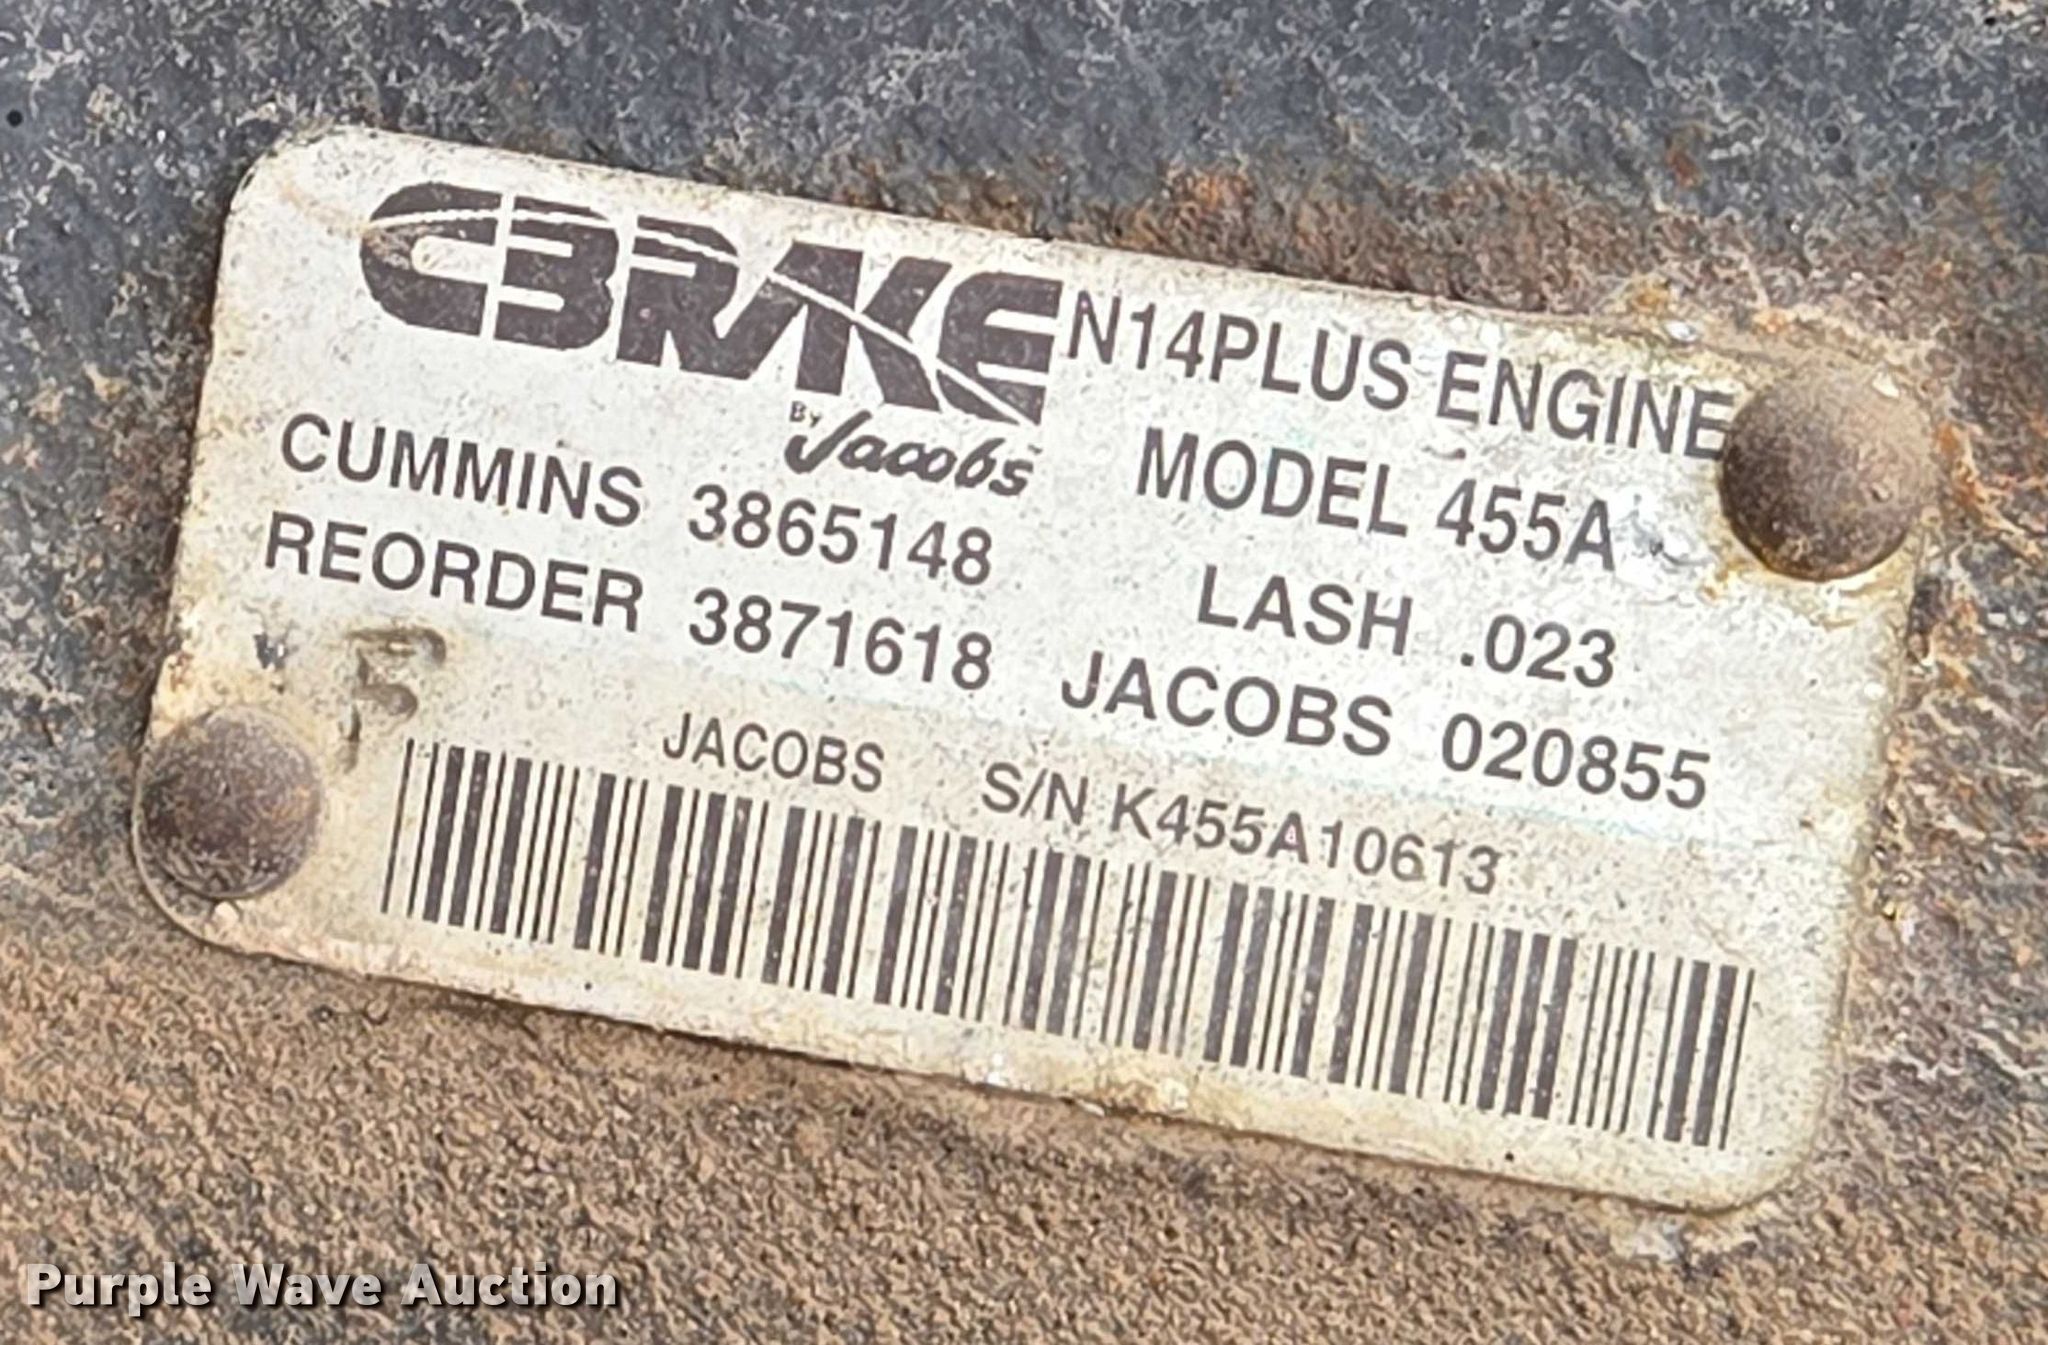 CBRAKE N14PLUS ENGINE
BY Jacobs MODEL 455A
CUMMINS 3865148 LASH .023
REORDER 3871618 JACOBS 020855
JACOBS S/N K455A10613
Purple Wave Auction